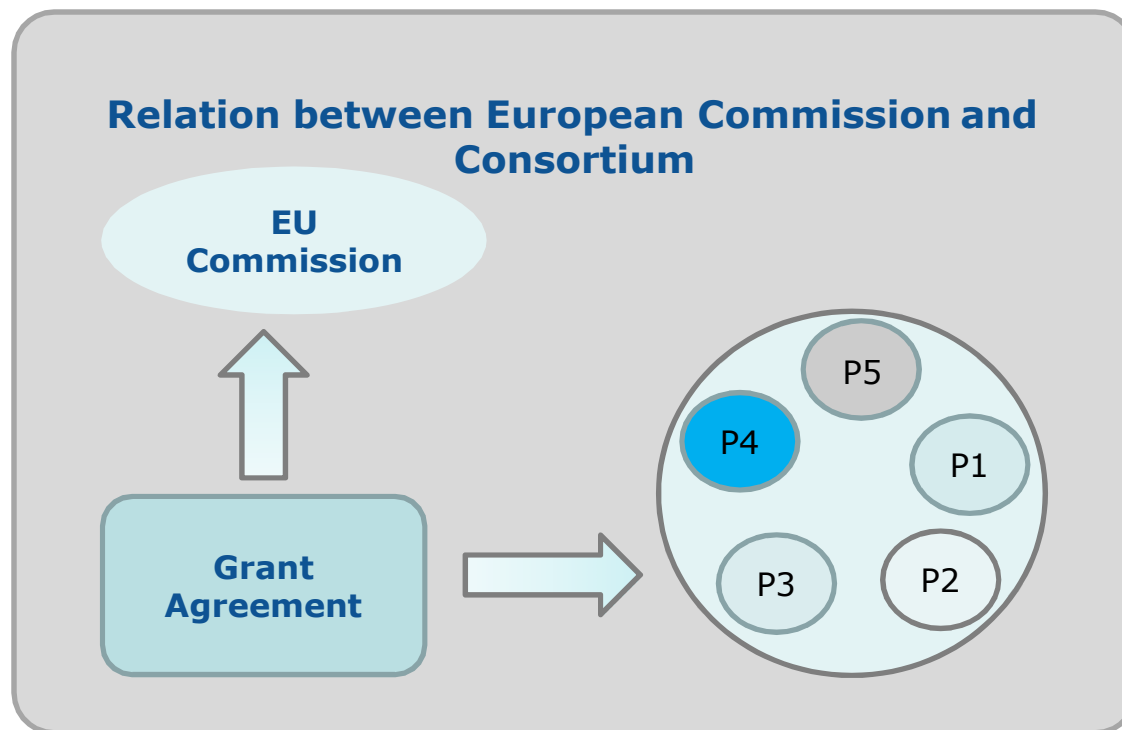 Relation between European Commission and
Consortium
EU
Commission
P5
P4
P1
Grant
Agreement
P3
P2